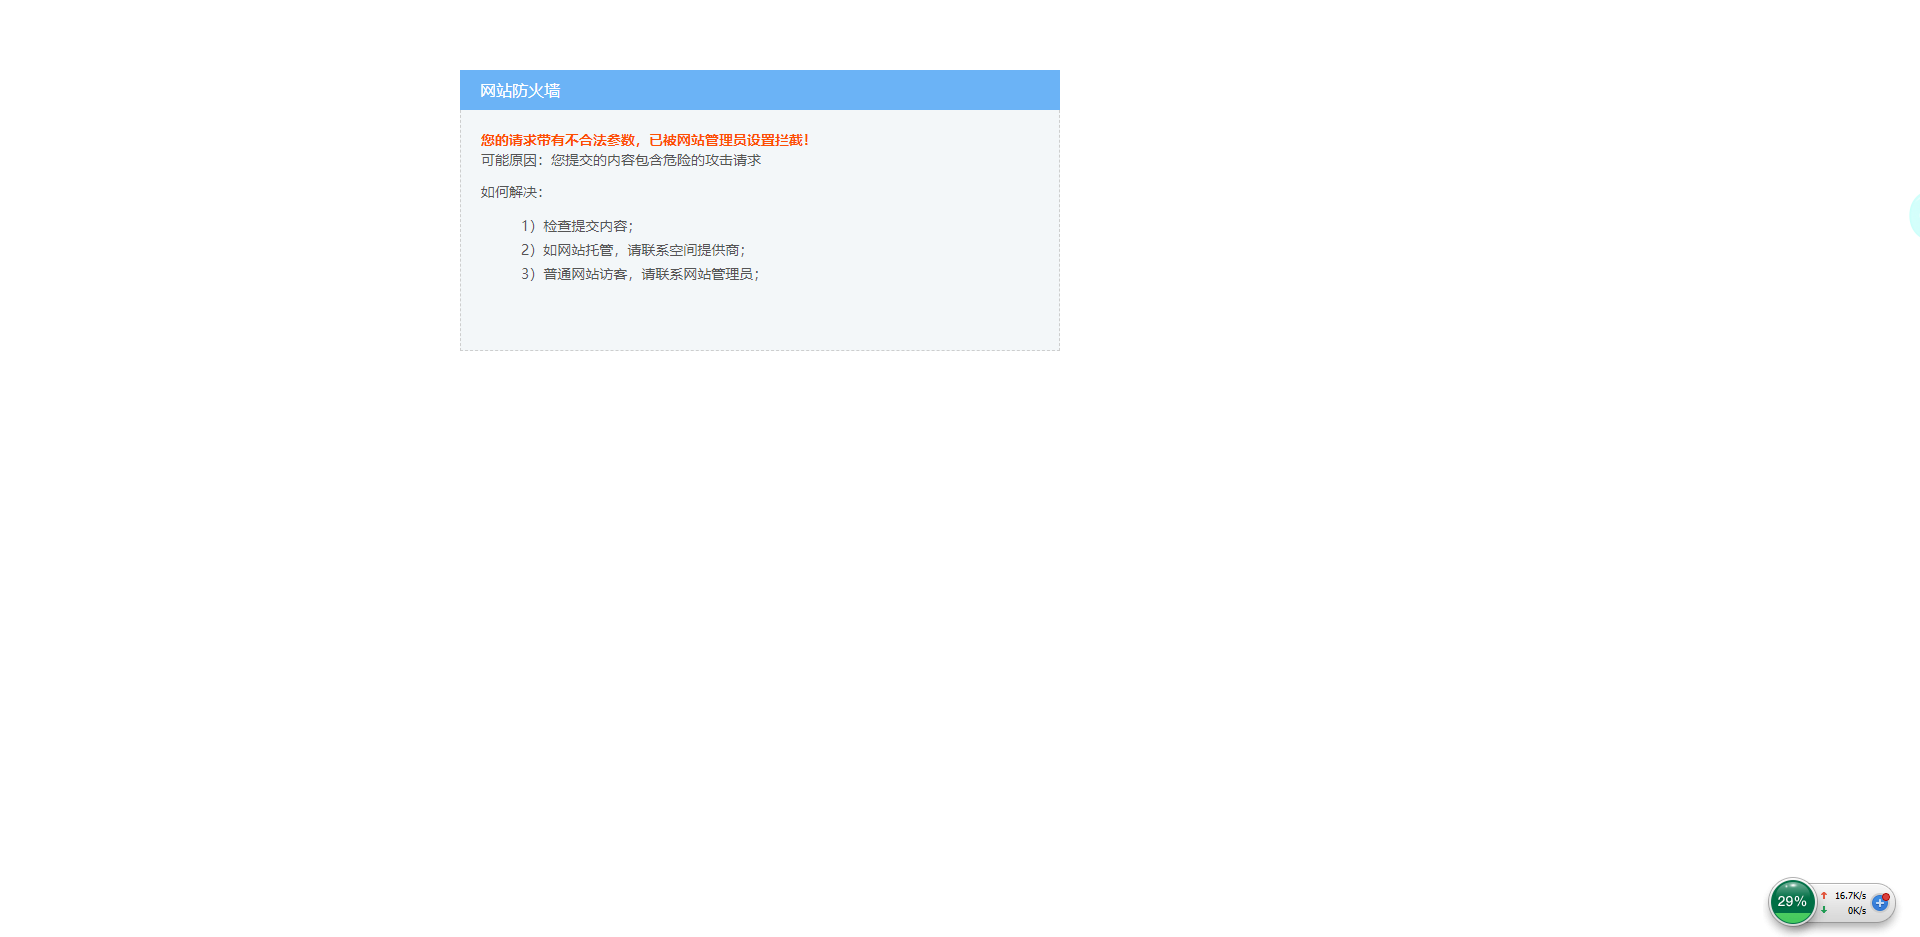 网站防火墙
您的请求带有不合法参数，已被网站管理员设置拦截！
可能原因：您提交的内容包含危险的攻击请求
如何解决：
1）检查提交内容；
2）如网站托管，请联系空间提供商；
3）普通网站访客，请联系网站管理员；
29%
16.7K/s
0K/s